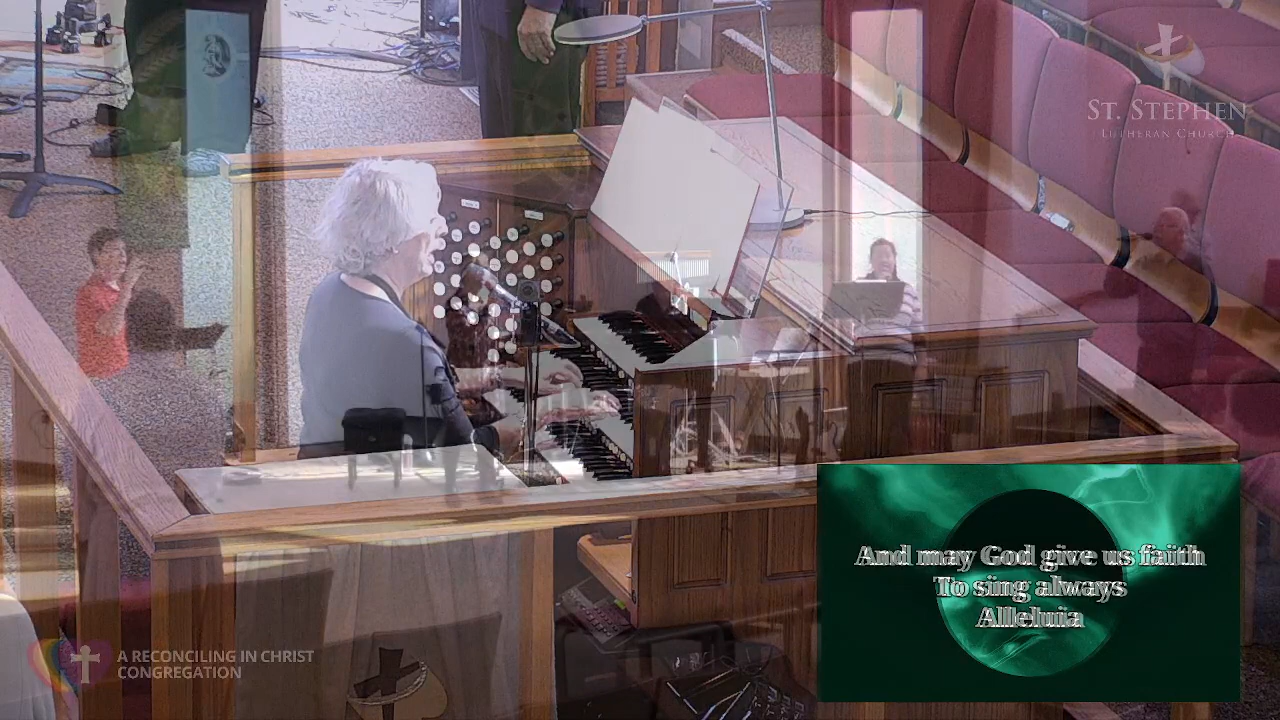 St. Stephen
Lutheran Church
And may God give us faith
To sing always
Alleluia
A RECONCILING IN CHRIST
CONGREGATION